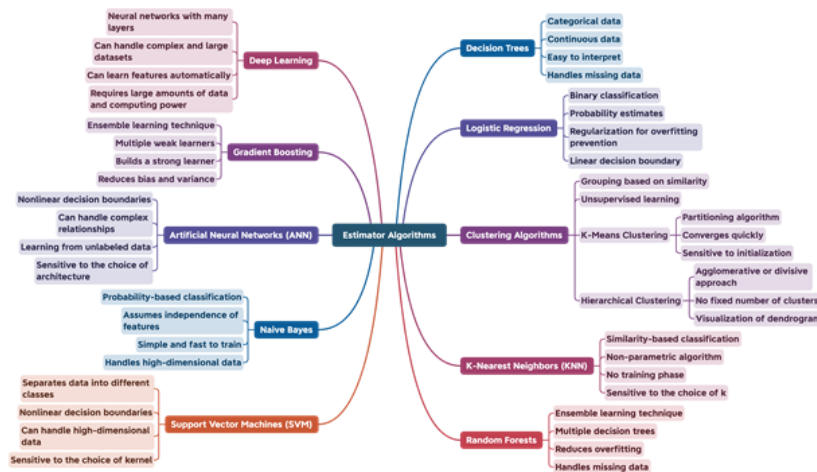 Neural networks with many
layers
Can handle complex and large
datasets
Can learn features automatically
Requires large amounts of data
and computing power
Deep Learning
Ensemble learning technique
Multiple weak learners
Builds a strong learner
Reduces bias and variance
Gradient Boosting
Nonlinear decision boundaries
Can handle complex
relationships
Learning from unlabeled data
Sensitive to the choice of
architecture
Artificial Neural Networks (ANN)
Probability-based classification
Assumes independence of
features
Simple and fast to train
Handles high-dimensional data
Naive Bayes
Separates data into different
classes
Nonlinear decision boundaries
Can handle high-dimensional
data
Sensitive to the choice of kernel
Support Vector Machines (SVM)
Estimator Algorithms
Decision Trees
Categorical data
Continuous data
Easy to interpret
Handles missing data
Logistic Regression
Binary classification
Probability estimates
Regularization for overfitting
prevention
Linear decision boundary
Clustering Algorithms
Grouping based on similarity
Unsupervised learning
K-Means Clustering
Partitioning algorithm
Converges quickly
Sensitive to initialization
Hierarchical Clustering
Agglomerative or divisive
approach
No fixed number of clusters
Visualization of dendrogram
K-Nearest Neighbors (KNN)
Similarity-based classification
Non-parametric algorithm
No training phase
Sensitive to the choice of k
Random Forests
Ensemble learning technique
Multiple decision trees
Reduces overfitting
Handles missing data